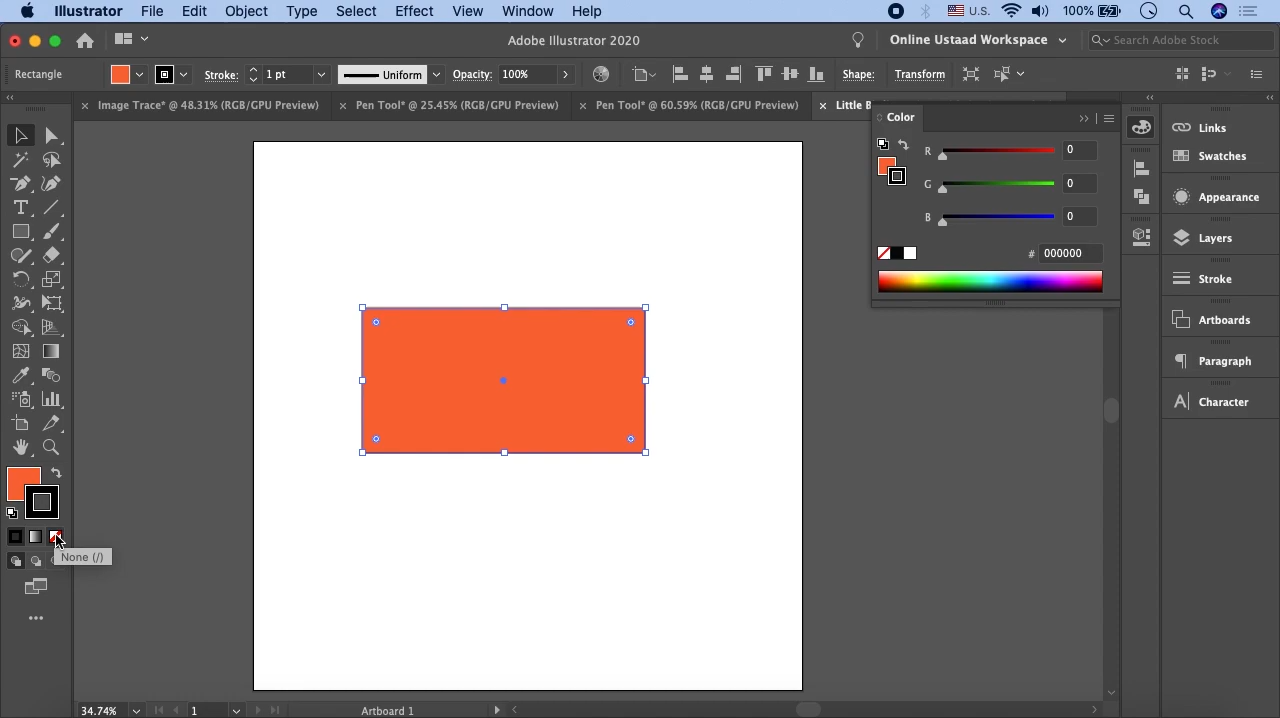 Illustrator File Edit Object Type Select Effect View Window Help U.S. 100%
Adobe Illustrator 2020 Online Ustaad Workspace Search Adobe Stock
Rectangle Stroke: 1 pt Uniform Opacity: 100% Shape: Transform
Image Trace* @ 48.31% (RGB/GPU Preview) Pen Tool* @ 25.45% (RGB/GPU Preview) Pen Tool* @ 60.59% (RGB/GPU Preview) Little B
Color
R 0
G 0
B 0
# 000000
Links
Swatches
Appearance
Layers
Stroke
Artboards
Paragraph
Character
None (/)
34.74% 1 Artboard 1